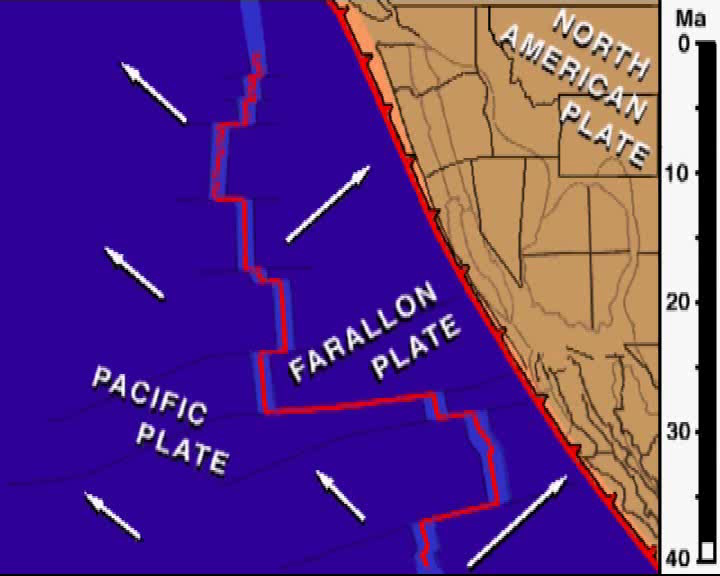 NORTH
AMERICAN
PLATE
FARALLON
PLATE
PACIFIC
PLATE
Ma
0
10
20
30
40